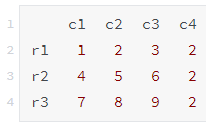 1 c1 c2 c3 c4
2 r1 1 2 3 2
3 r2 4 5 6 2
4 r3 7 8 9 2